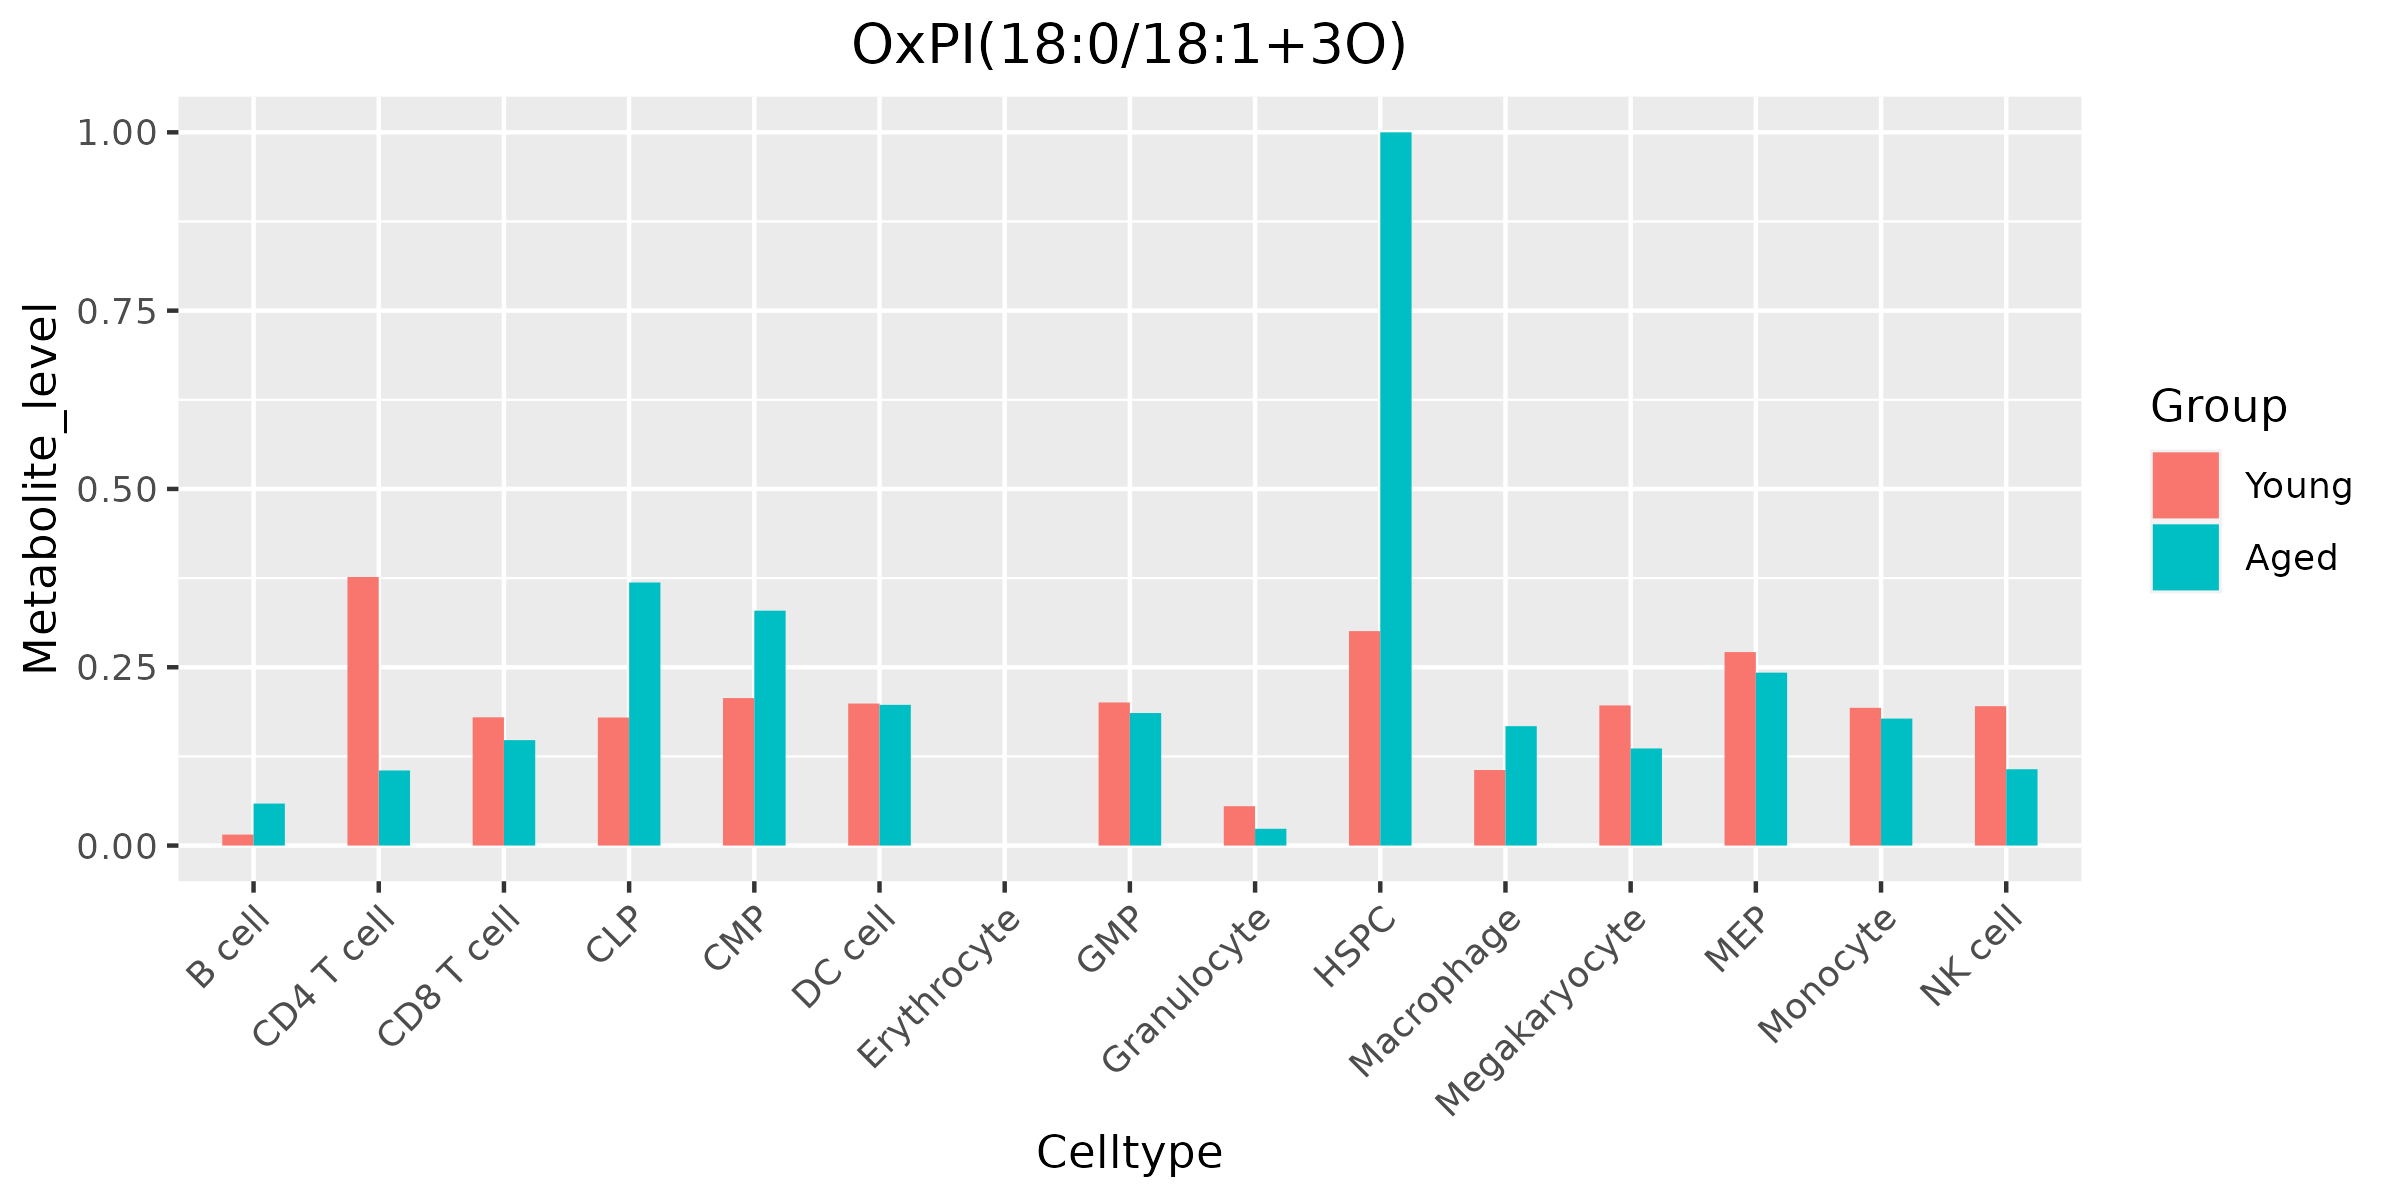 OxPI(18:0/18:1+3O)
Metabolite_level
1.00
0.75
0.50
0.25
0.00
B cell
CD4 T cell
CD8 T cell
CLP
CMP
DC cell
Erythrocyte
GMP
Granulocyte
HSPC
Macrophage
Megakaryocyte
MEP
Monocyte
NK cell
Celltype
Group
Young
Aged